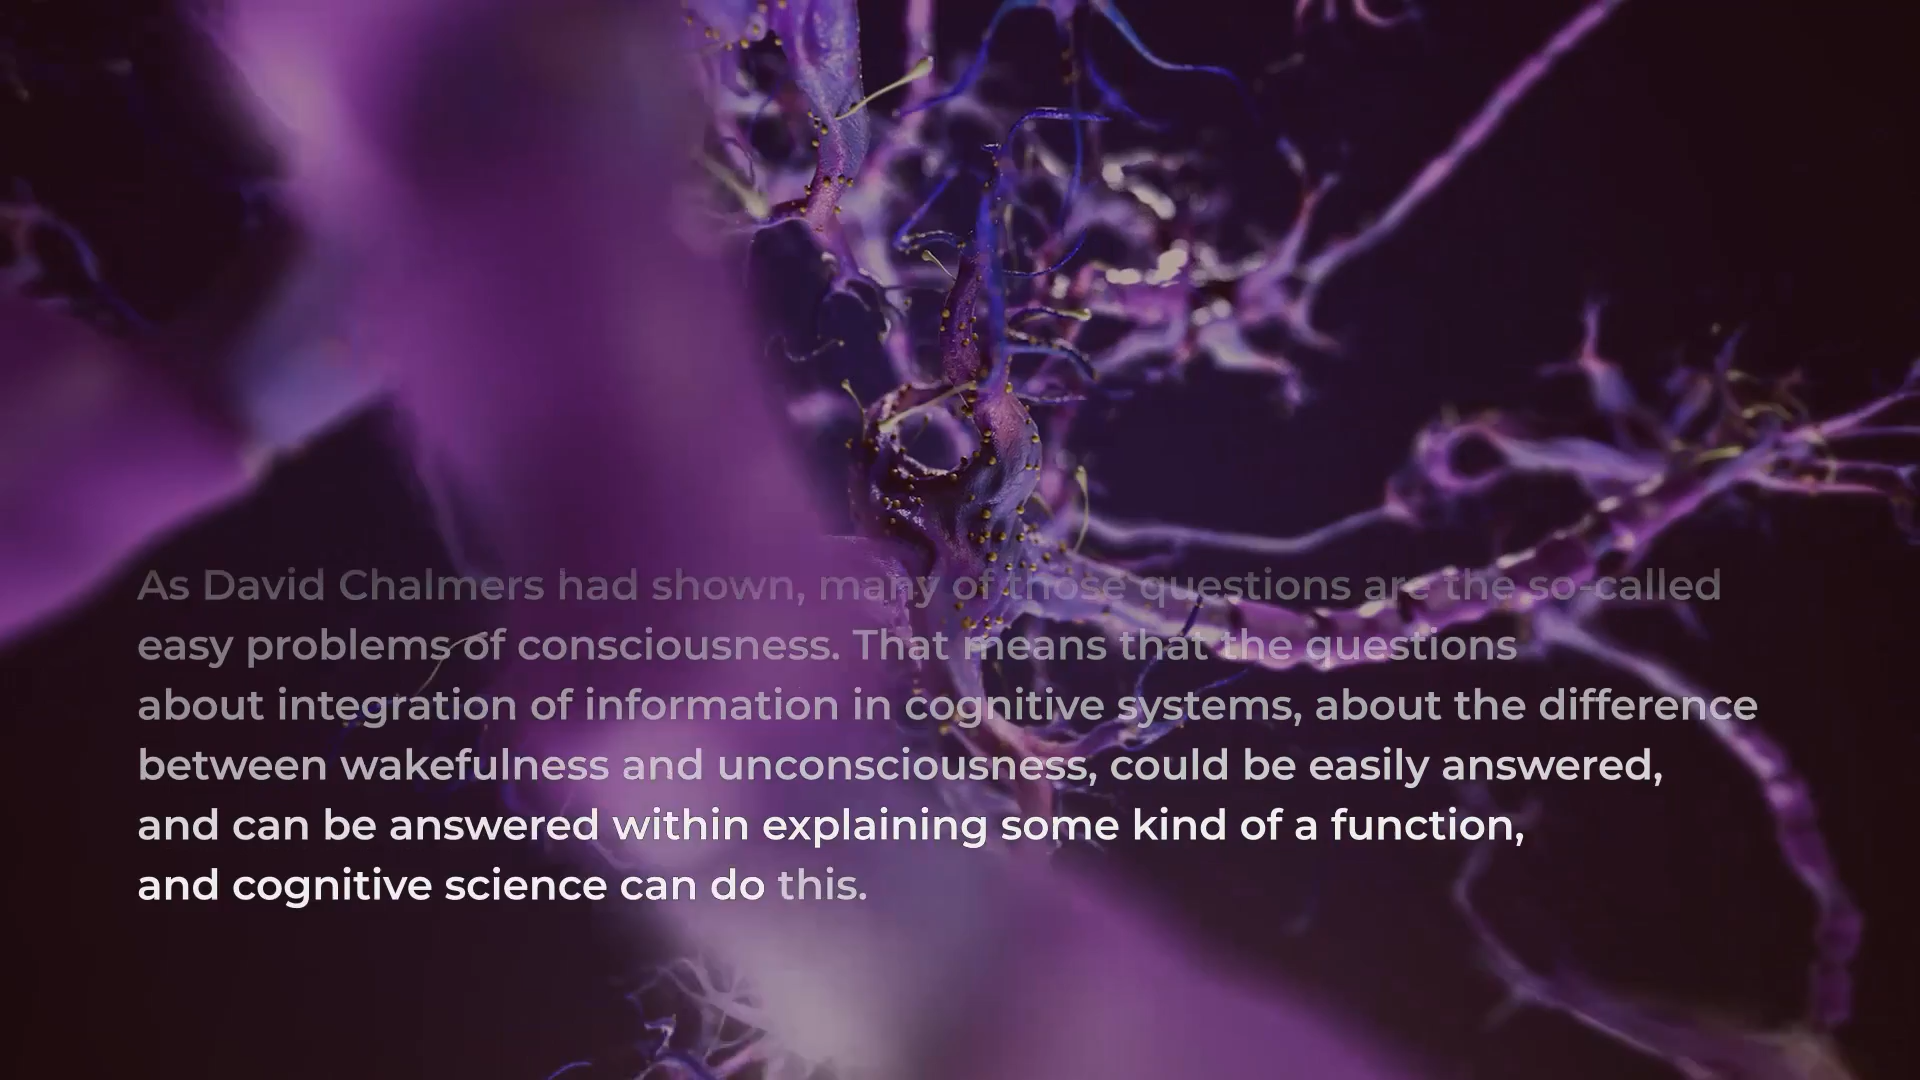 As David Chalmers had shown, many of those questions are the so-called
easy problems of consciousness. That means that the questions
about integration of information in cognitive systems, about the difference
between wakefulness and unconsciousness, could be easily answered,
and can be answered within explaining some kind of a function,
and cognitive science can do this.